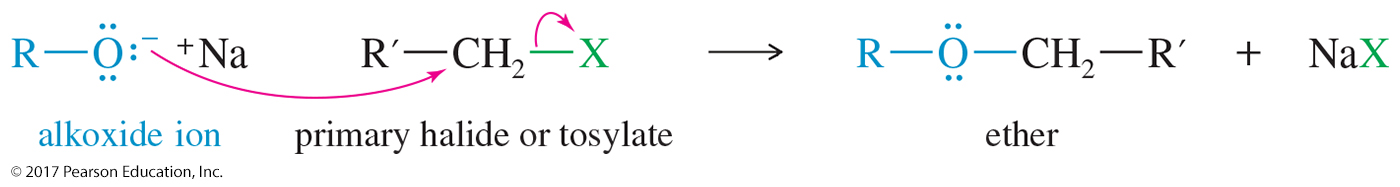 R—Ö:⁻ ⁺Na R′—CH₂—X ⟶ R—Ö—CH₂—R′ + NaX
alkoxide ion primary halide or tosylate ether
© 2017 Pearson Education, Inc.